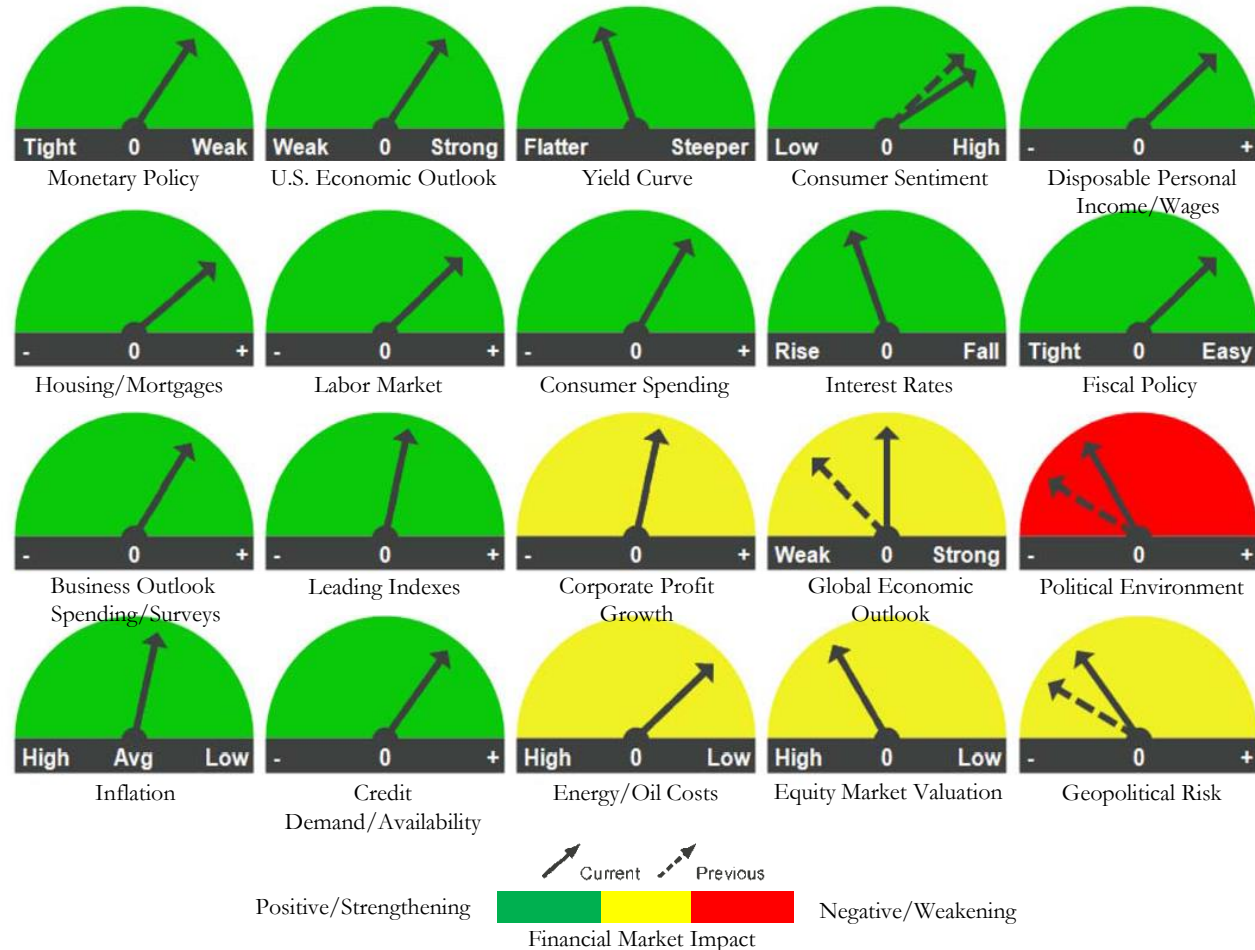 Tight 0 Weak
Weak 0 Strong
Flatter Steeper
Low 0 High
- 0 +
Monetary Policy
U.S. Economic Outlook
Yield Curve
Consumer Sentiment
Disposable Personal
Income/Wages
- 0 +
- 0 +
- 0 +
Rise 0 Fall
Tight 0 Easy
Housing/Mortgages
Labor Market
Consumer Spending
Interest Rates
Fiscal Policy
- 0 +
- 0 +
- 0 +
Weak 0 Strong
- 0 +
Business Outlook
Spending/Surveys
Leading Indexes
Corporate Profit
Growth
Global Economic
Outlook
Political Environment
High Avg Low
- 0 +
High 0 Low
High 0 Low
- 0 +
Inflation
Credit
Demand/Availability
Energy/Oil Costs
Equity Market Valuation
Geopolitical Risk
Current Previous
Positive/Strengthening
Negative/Weakening
Financial Market Impact